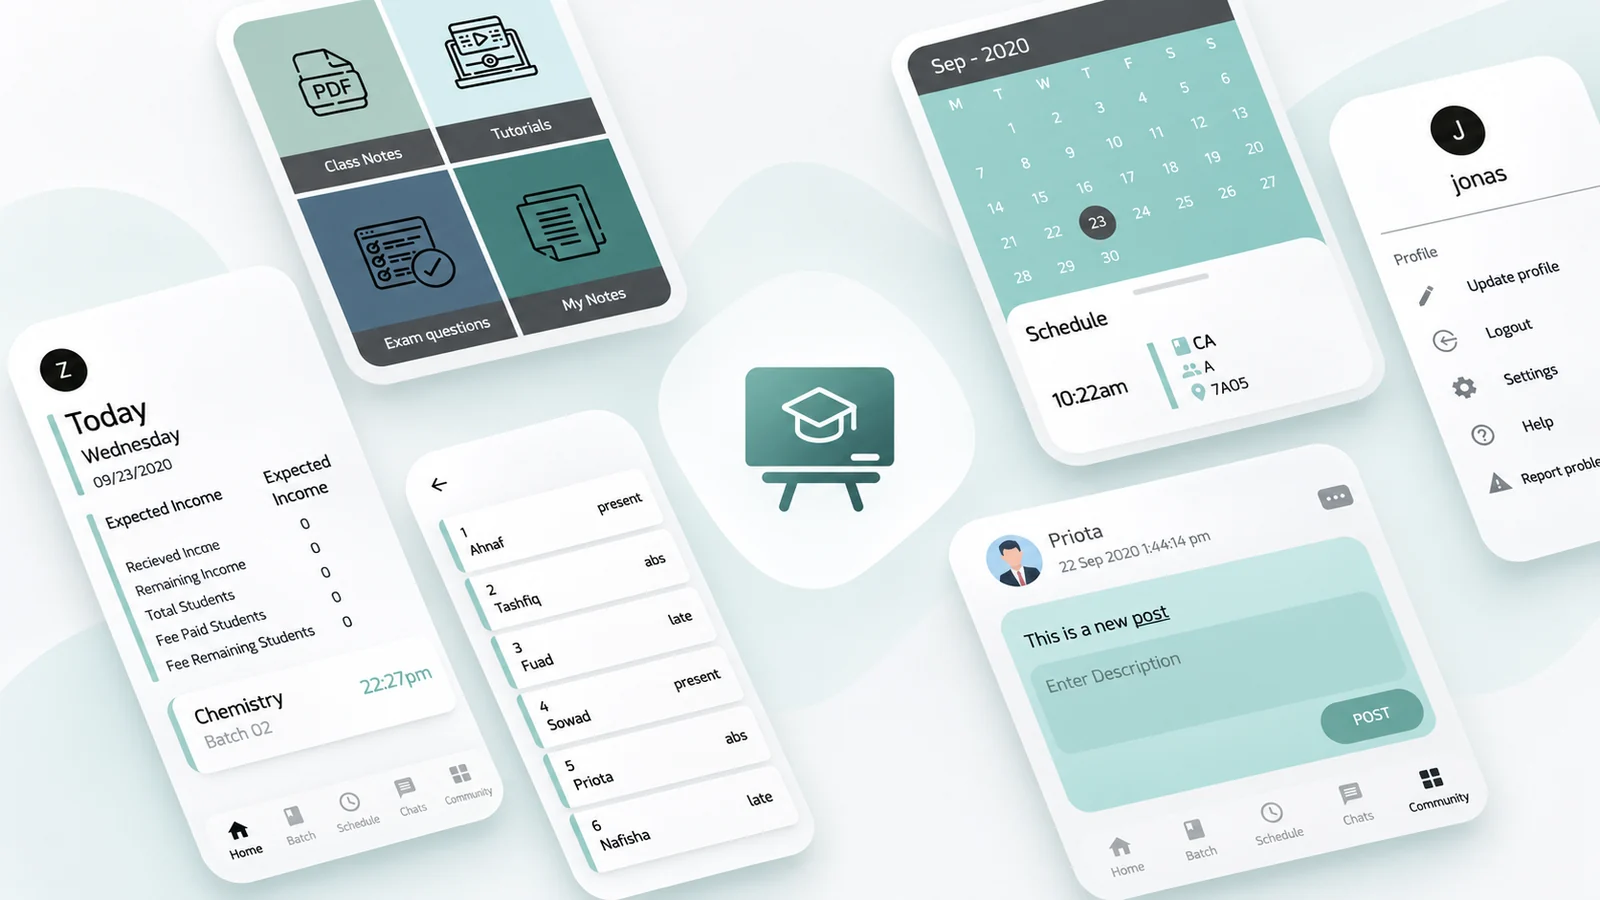 PDF
Class Notes
Tutorials
Exam questions
My Notes
Z
Today
Wednesday
09/23/2020
Expected Income
Expected
Income
0
Recieved Income
0
Remaining Income
0
Total Students
0
Fee Paid Students
0
Fee Remaining Students
Chemistry
22:27pm
Batch 02
Home
Batch
Schedule
Chats
Community
1
Ahnaf
present
2
Tashfiq
abs
3
Fuad
late
4
Sowad
present
5
Priota
abs
6
Nafisha
late
Sep - 2020
M T W T F S S
1 2 3 4 5 6
7 8 9 10 11 12 13
14 15 16 17 18 19 20
21 22 23 24 25 26 27
28 29 30
Schedule
10:22am
CA
A
7A05
J
jonas
Profile
Update profile
Logout
Settings
Help
Report proble
Priota
22 Sep 2020 1:44:14 pm
This is a new post
Enter Description
POST
Home
Batch
Schedule
Chats
Community